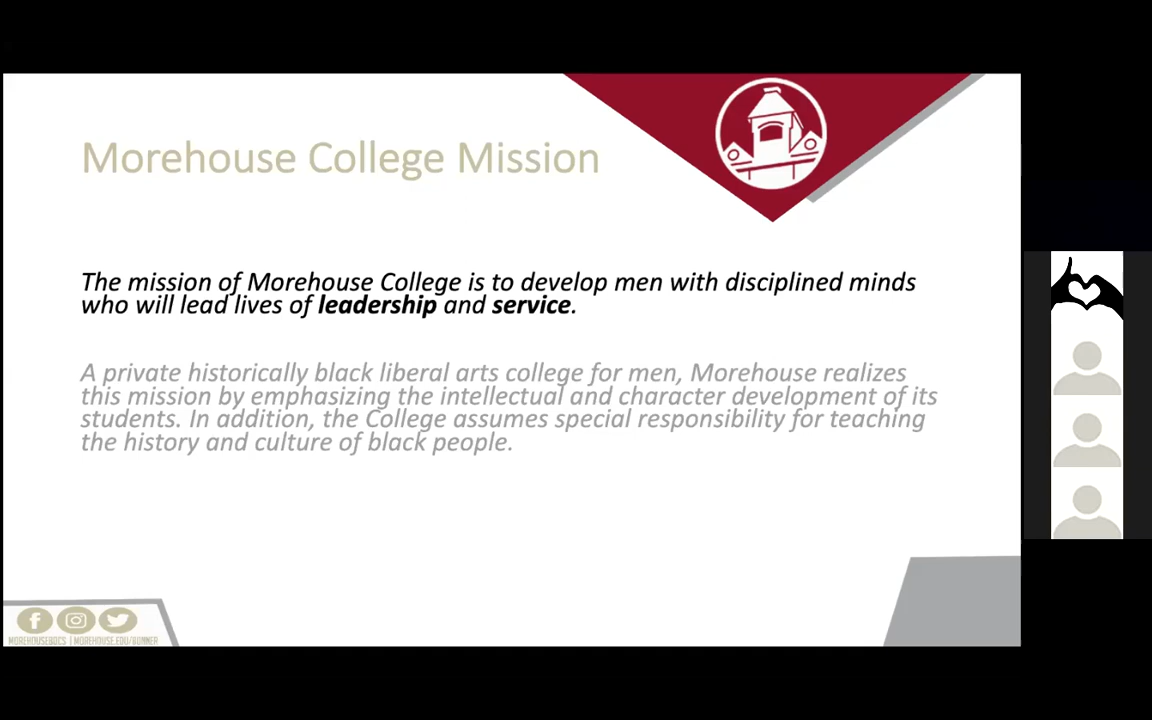 Morehouse College Mission
The mission of Morehouse College is to develop men with disciplined minds
who will lead lives of leadership and service.
A private historically black liberal arts college for men, Morehouse realizes
this mission by emphasizing the intellectual and character development of its
students. In addition, the College assumes special responsibility for teaching
the history and culture of black people.
MOREHOUSEBOCS | MOREHOUSE.EDU/BONNER